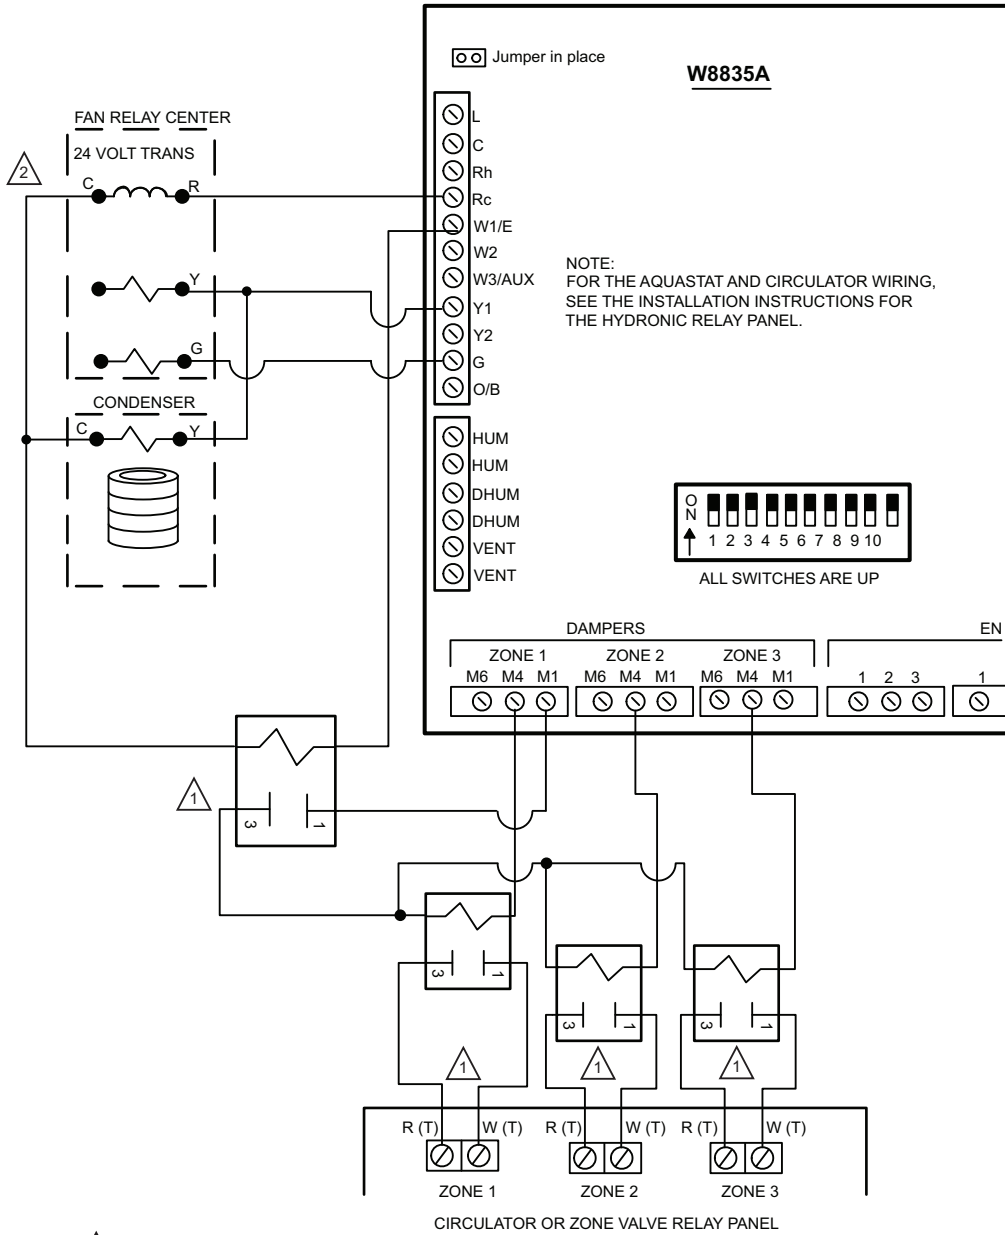 Jumper in place
W8835A
FAN RELAY CENTER
24 VOLT TRANS
2
C
R
Y
G
CONDENSER
C
Y
L
C
Rh
Rc
W1/E
W2
W3/AUX
Y1
Y2
G
O/B
HUM
HUM
DHUM
DHUM
VENT
VENT
NOTE:
FOR THE AQUASTAT AND CIRCULATOR WIRING,
SEE THE INSTALLATION INSTRUCTIONS FOR
THE HYDRONIC RELAY PANEL.
ON
1 2 3 4 5 6 7 8 9 10
ALL SWITCHES ARE UP
DAMPERS
EN
ZONE 1 ZONE 2 ZONE 3
M6 M4 M1 M6 M4 M1 M6 M4 M1 1 2 3 1
1
3 1
3 1
3 1
3 1
1 1 1
R (T) W (T) R (T) W (T) R (T) W (T)
ZONE 1 ZONE 2 ZONE 3
CIRCULATOR OR ZONE VALVE RELAY PANEL